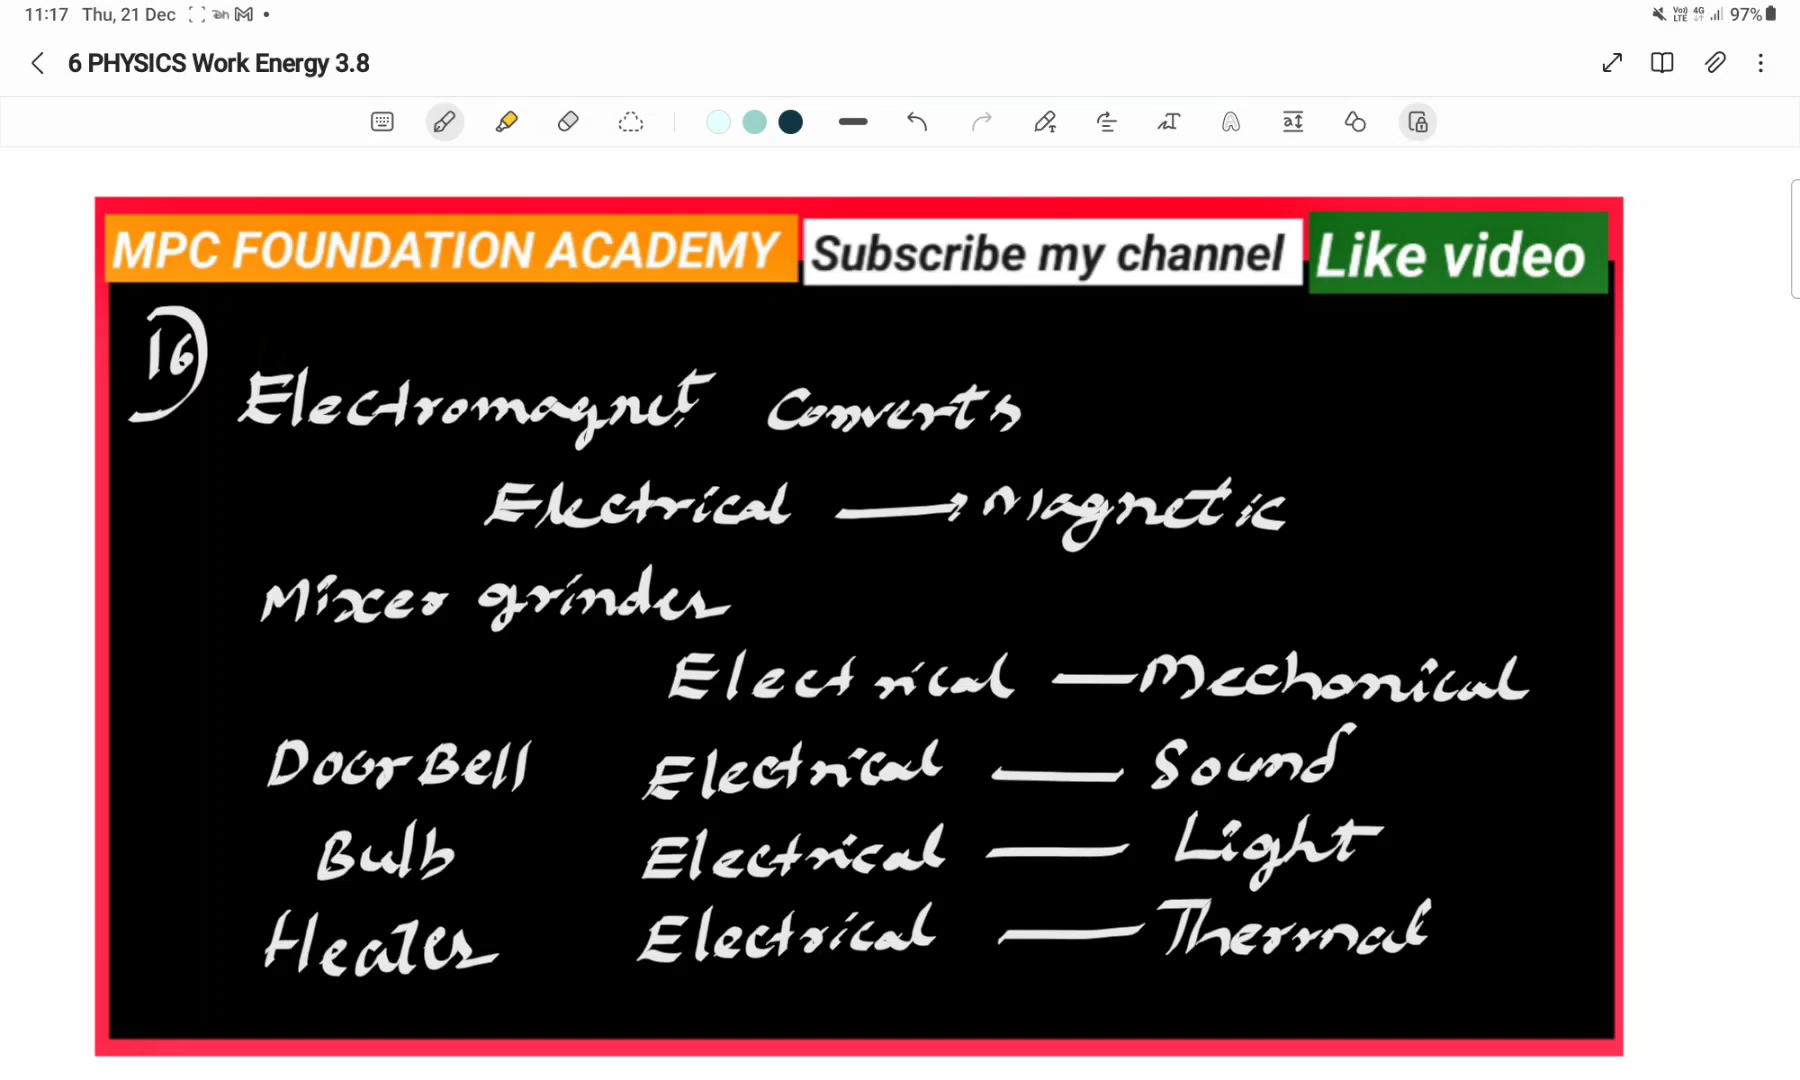 11:17 Thu, 21 Dec 97%
6 PHYSICS Work Energy 3.8
MPC FOUNDATION ACADEMY Subscribe my channel Like video
16)
Electromagnet Converts
Electrical → Magnetic
Mixer grinder
Electrical — Mechanical
Door Bell Electrical — Sound
Bulb Electrical — Light
Heater Electrical — Thermal